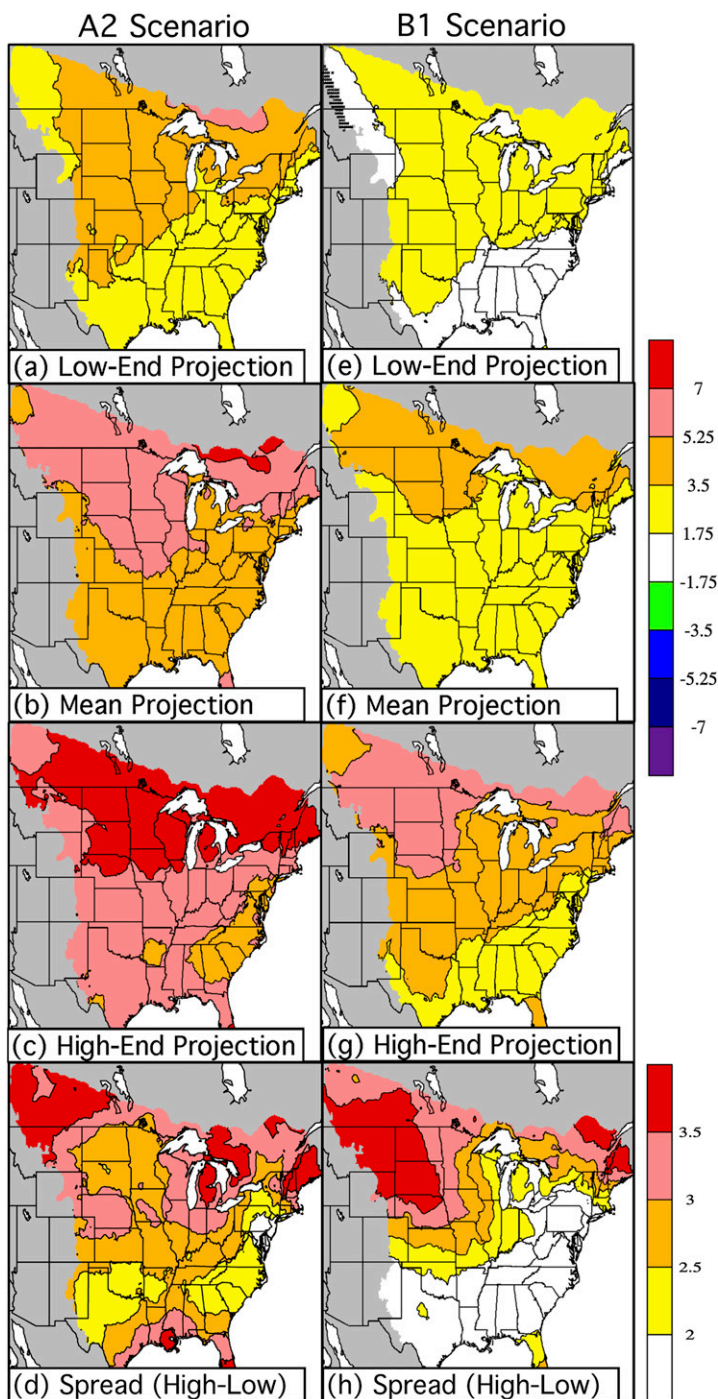 A2 Scenario
B1 Scenario
(a) Low-End Projection
(e) Low-End Projection
(b) Mean Projection
(f) Mean Projection
(c) High-End Projection
(g) High-End Projection
(d) Spread (High-Low)
(h) Spread (High-Low)
7
5.25
3.5
1.75
-1.75
-3.5
-5.25
-7
3.5
3
2.5
2